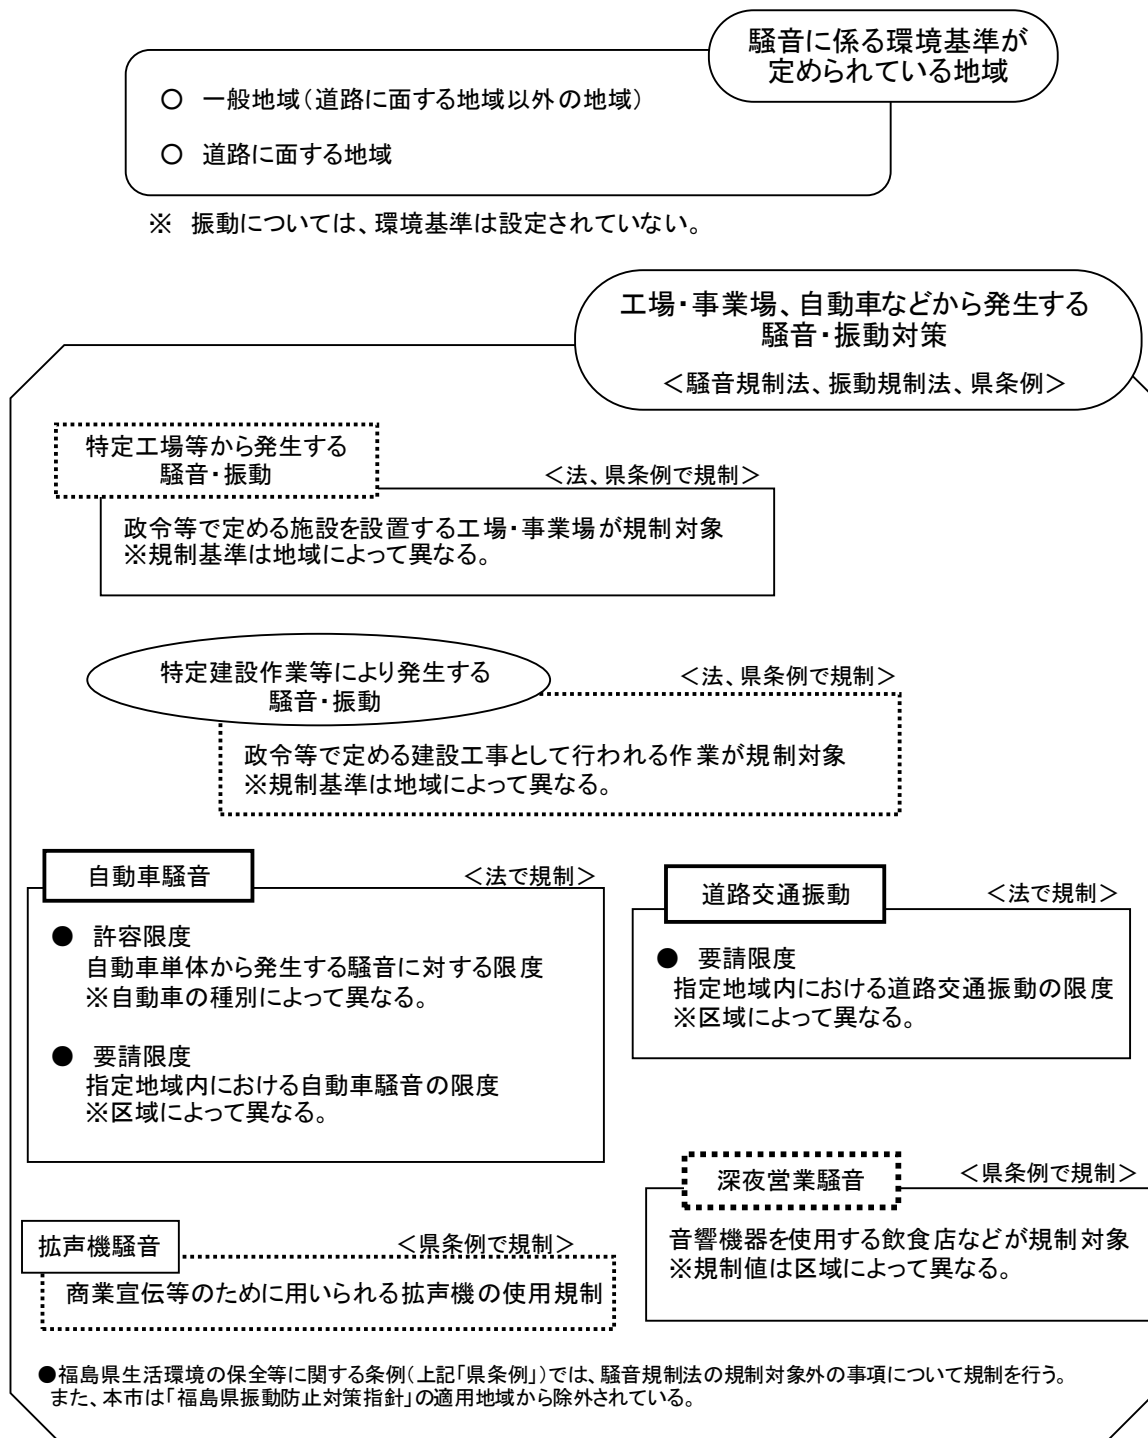 騒音に係る環境基準が
定められている地域
○ 一般地域(道路に面する地域以外の地域)
○ 道路に面する地域
※ 振動については、環境基準は設定されていない。
工場・事業場、自動車などから発生する
騒音・振動対策
<騒音規制法、振動規制法、県条例>
特定工場等から発生する
騒音・振動
<法、県条例で規制>
政令等で定める施設を設置する工場・事業場が規制対象
※規制基準は地域によって異なる。
特定建設作業等により発生する
騒音・振動
<法、県条例で規制>
政令等で定める建設工事として行われる作業が規制対象
※規制基準は地域によって異なる。
自動車騒音
<法で規制>
● 許容限度
自動車単体から発生する騒音に対する限度
※自動車の種別によって異なる。
● 要請限度
指定地域内における自動車騒音の限度
※区域によって異なる。
道路交通振動
<法で規制>
● 要請限度
指定地域内における道路交通振動の限度
※区域によって異なる。
深夜営業騒音
<県条例で規制>
音響機器を使用する飲食店などが規制対象
※規制値は区域によって異なる。
拡声機騒音
<県条例で規制>
商業宣伝等のために用いられる拡声機の使用規制
●福島県生活環境の保全等に関する条例(上記「県条例」)では、騒音規制法の規制対象外の事項について規制を行う。
また、本市は「福島県振動防止対策指針」の適用地域から除外されている。